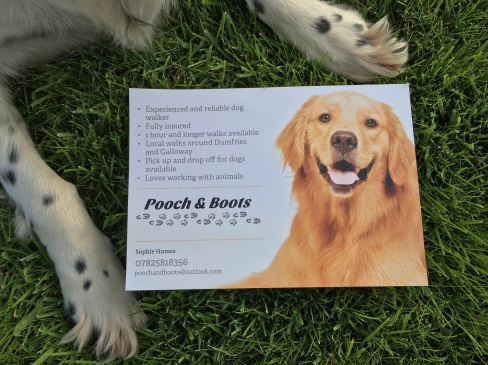 • Experienced and reliable dog
walker
• Fully insured
• 1 hour and longer walks available
• Local walks around Dumfries
and Galloway
• Pick up and drop off for dogs
available
• Loves working with animals
Pooch & Boots
Sophie Humes
07825818356
poochandboots@outlook.com